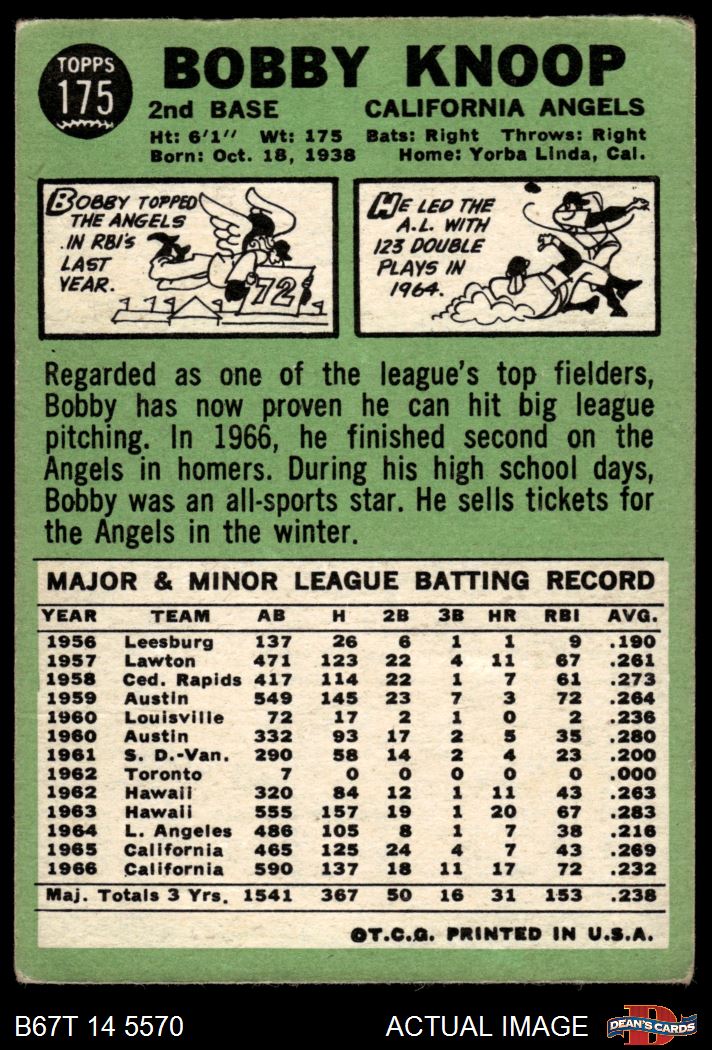 TOPPS
175
BOBBY KNOOP
2nd BASE CALIFORNIA ANGELS
Ht: 6'1" Wt: 175 Bats: Right Throws: Right
Born: Oct. 18, 1938 Home: Yorba Linda, Cal.
BOBBY TOPPED
THE ANGELS
IN RBI'S
LAST
YEAR.
72
HE LED THE
A.L. WITH
123 DOUBLE
PLAYS IN
1964.
Regarded as one of the league's top fielders,
Bobby has now proven he can hit big league
pitching. In 1966, he finished second on the
Angels in homers. During his high school days,
Bobby was an all-sports star. He sells tickets for
the Angels in the winter.
MAJOR & MINOR LEAGUE BATTING RECORD
YEAR TEAM AB H 2B 3B HR RBI AVG.
1956 Leesburg 137 26 6 1 1 9 .190
1957 Lawton 471 123 22 4 11 67 .261
1958 Ced. Rapids 417 114 22 1 7 61 .273
1959 Austin 549 145 23 7 3 72 .264
1960 Louisville 72 17 2 1 0 2 .236
1960 Austin 332 93 17 2 5 35 .280
1961 S. D.-Van. 290 58 14 2 4 23 .200
1962 Toronto 7 0 0 0 0 0 .000
1962 Hawaii 320 84 12 1 11 43 .263
1963 Hawaii 555 157 19 1 20 67 .283
1964 L. Angeles 486 105 8 1 7 38 .216
1965 California 465 125 24 4 7 43 .269
1966 California 590 137 18 11 17 72 .232
Maj. Totals 3 Yrs. 1541 367 50 16 31 153 .238
©T.C.G. PRINTED IN U.S.A.
B67T 14 5570 ACTUAL IMAGE
DEAN'S CARDS